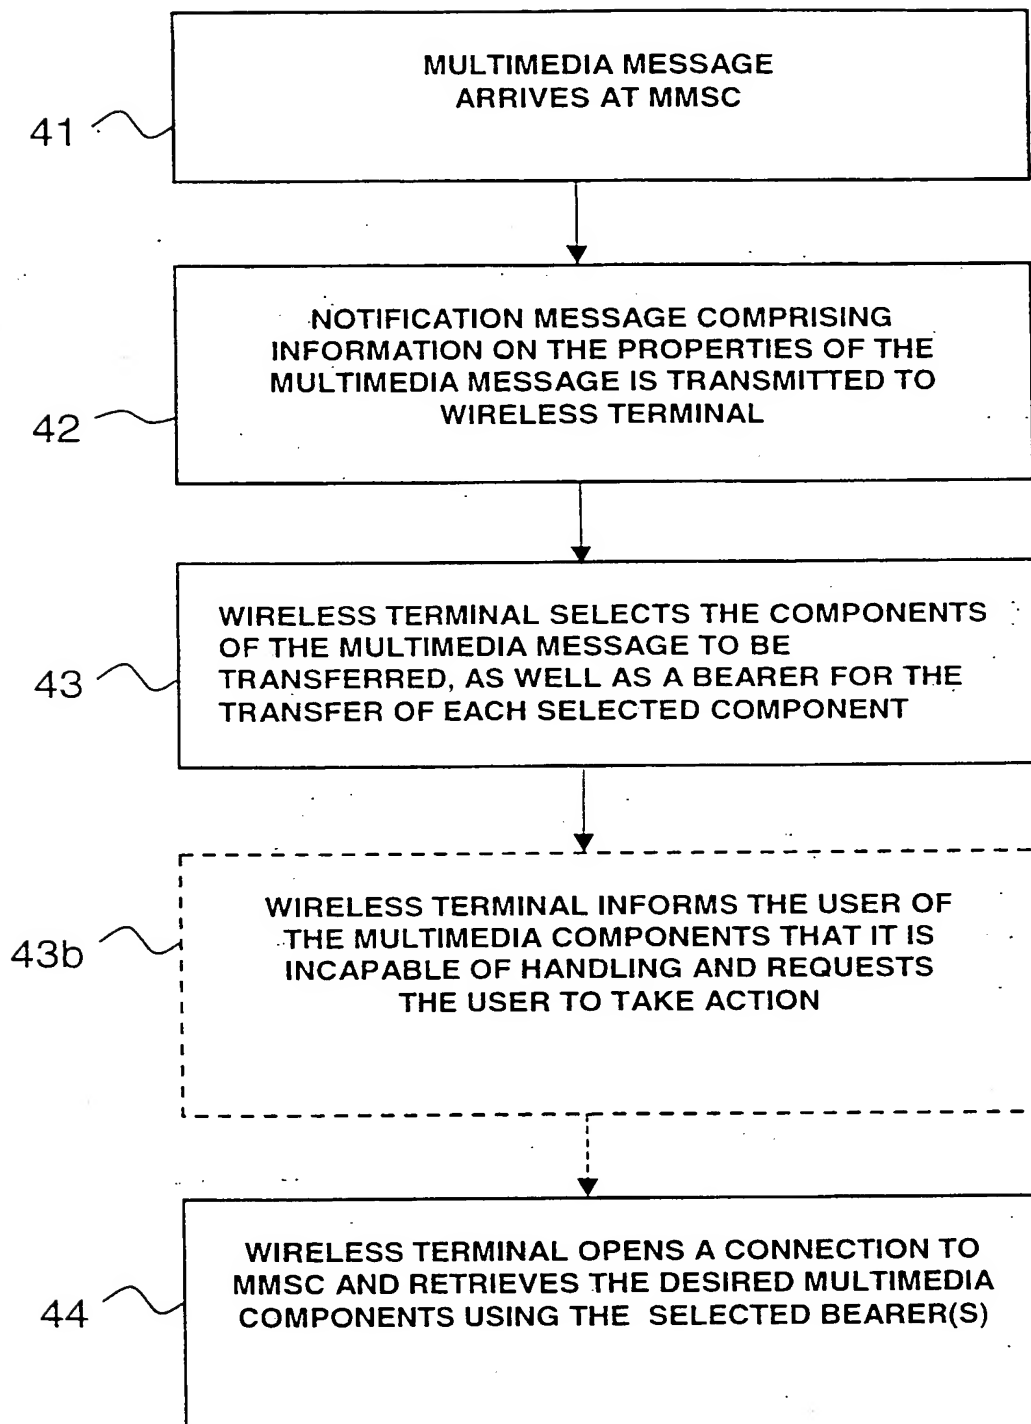 MULTIMEDIA MESSAGE
ARRIVES AT MMSC
41
NOTIFICATION MESSAGE COMPRISING
INFORMATION ON THE PROPERTIES OF THE
MULTIMEDIA MESSAGE IS TRANSMITTED TO
WIRELESS TERMINAL
42
WIRELESS TERMINAL SELECTS THE COMPONENTS
OF THE MULTIMEDIA MESSAGE TO BE
TRANSFERRED, AS WELL AS A BEARER FOR THE
TRANSFER OF EACH SELECTED COMPONENT
43
WIRELESS TERMINAL INFORMS THE USER OF
THE MULTIMEDIA COMPONENTS THAT IT IS
INCAPABLE OF HANDLING AND REQUESTS
THE USER TO TAKE ACTION
43b
WIRELESS TERMINAL OPENS A CONNECTION TO
MMSC AND RETRIEVES THE DESIRED MULTIMEDIA
COMPONENTS USING THE SELECTED BEARER(S)
44